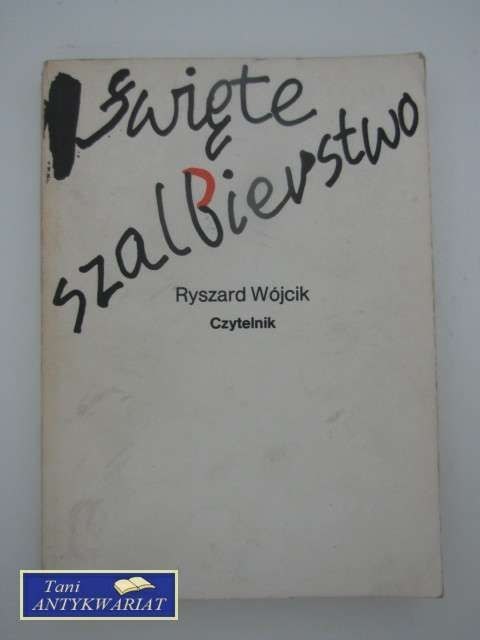 święte
szalbierstwo
Ryszard Wójcik
Czytelnik
Tani
ANTYKWARIAT